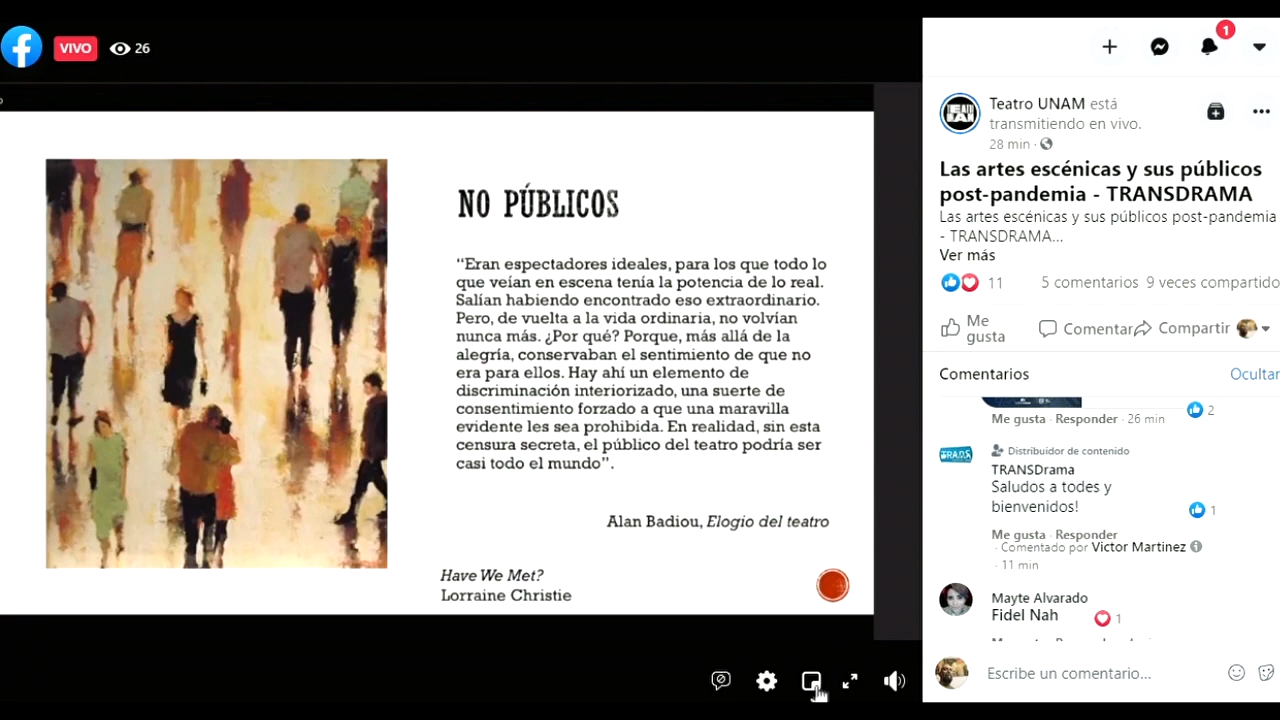 VIVO
26
NO PÚBLICOS
“Eran espectadores ideales, para los que todo lo
que veían en escena tenía la potencia de lo real.
Salían habiendo encontrado eso extraordinario.
Pero, de vuelta a la vida ordinaria, no volvían
nunca más. ¿Por qué? Porque, más allá de la
alegría, conservaban el sentimiento de que no
era para ellos. Hay ahí un elemento de
discriminación interiorizado, una suerte de
consentimiento forzado a que una maravilla
evidente les sea prohibida. En realidad, sin esta
censura secreta, el público del teatro podría ser
casi todo el mundo”.
Alan Badiou, Elogio del teatro
Have We Met?
Lorraine Christie
1
Teatro UNAM está
transmitiendo en vivo.
28 min ·
Las artes escénicas y sus públicos
post-pandemia - TRANSDRAMA
Las artes escénicas y sus públicos post-pandemia
- TRANSDRAMA...
Ver más
11 5 comentarios 9 veces compartido
Me
gusta
Comentar
Compartir
Comentarios
Ocultar
Me gusta · Responder · 26 min
2
Distribuidor de contenido
TRANSDrama
Saludos a todes y
bienvenidos!
1
Me gusta · Responder
· Comentado por Victor Martinez
· 11 min
Mayte Alvarado
Fidel Nah
1
Escribe un comentario...